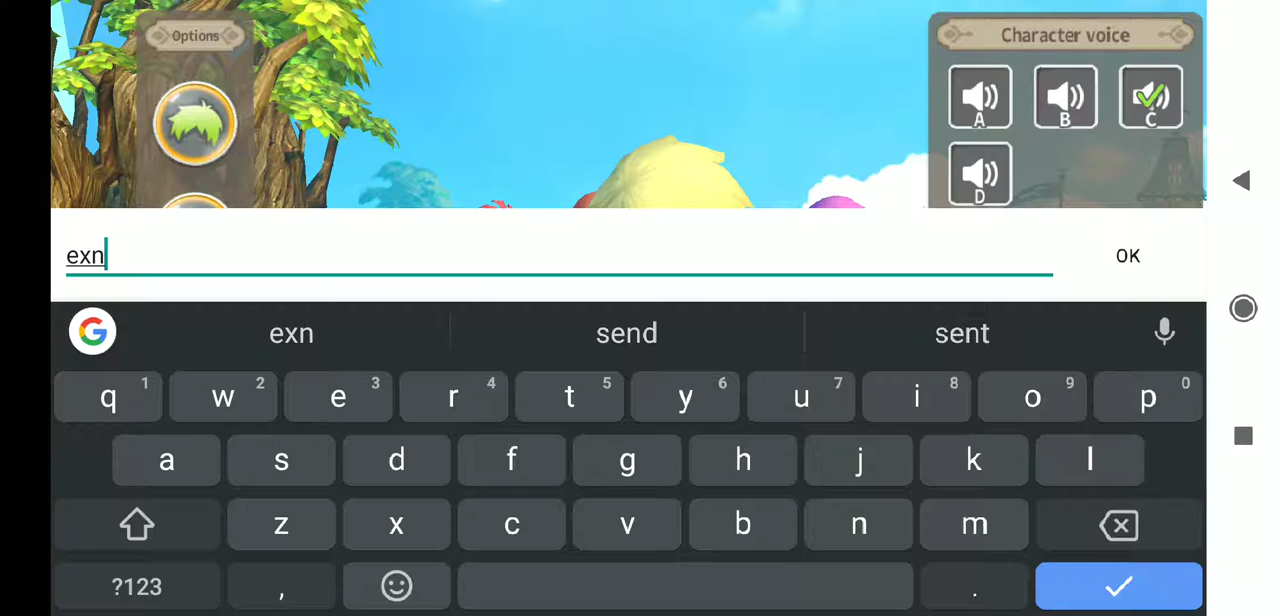 Options
Character voice
A B C
D
exn
OK
exn send sent
q 1 w 2 e 3 r 4 t 5 y 6 u 7 i 8 o 9 p 0
a s d f g h j k l
z x c v b n m
?123 , .